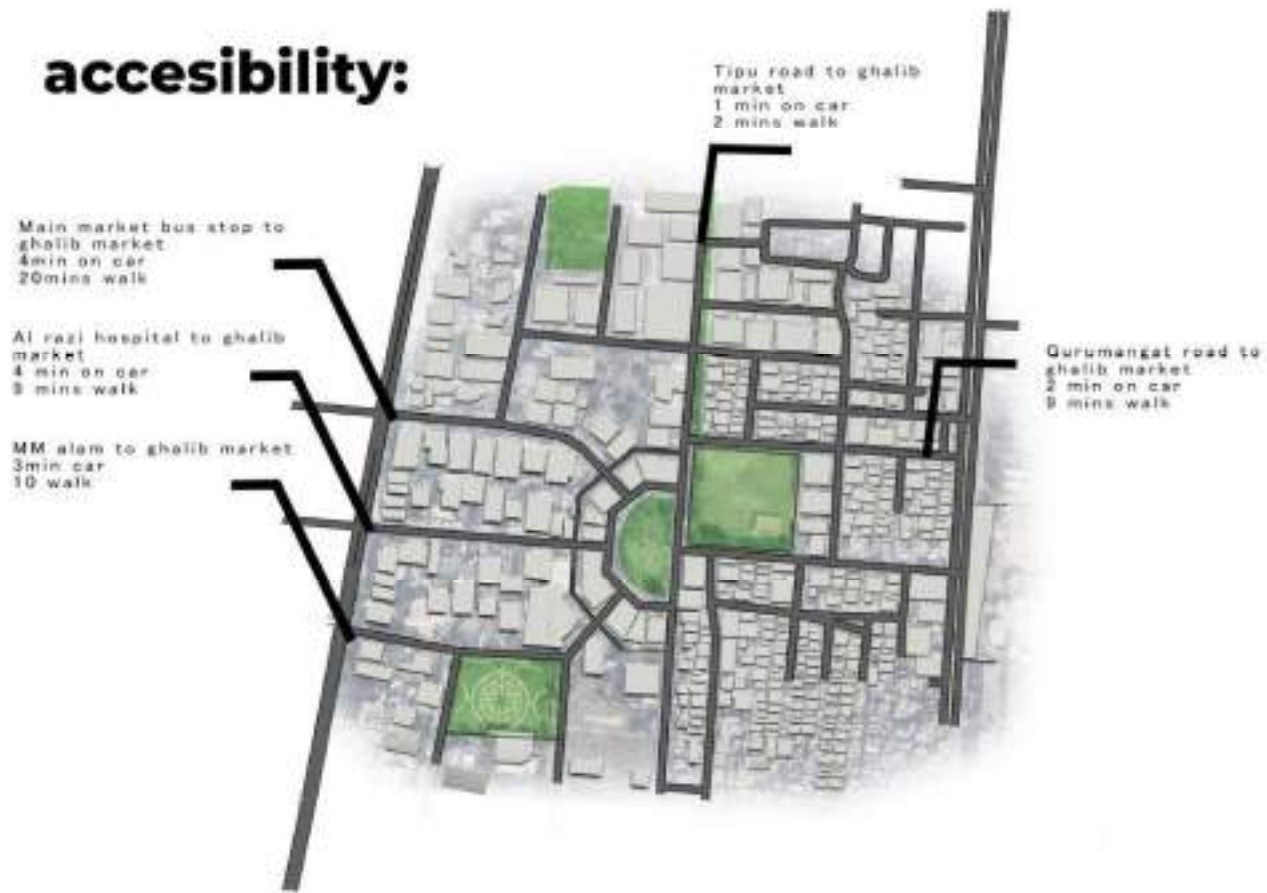 accesibility:
Tipu road to ghalib
market
1 min on car
2 mins walk
Main market bus stop to
ghalib market
4min on car
20mins walk
Al razi hospital to ghalib
market
4 min on car
mins walk
MM alam to ghalib market
3min car
10 walk
Gurumangat road to
ghalib market
2 min on car
9 mins walk